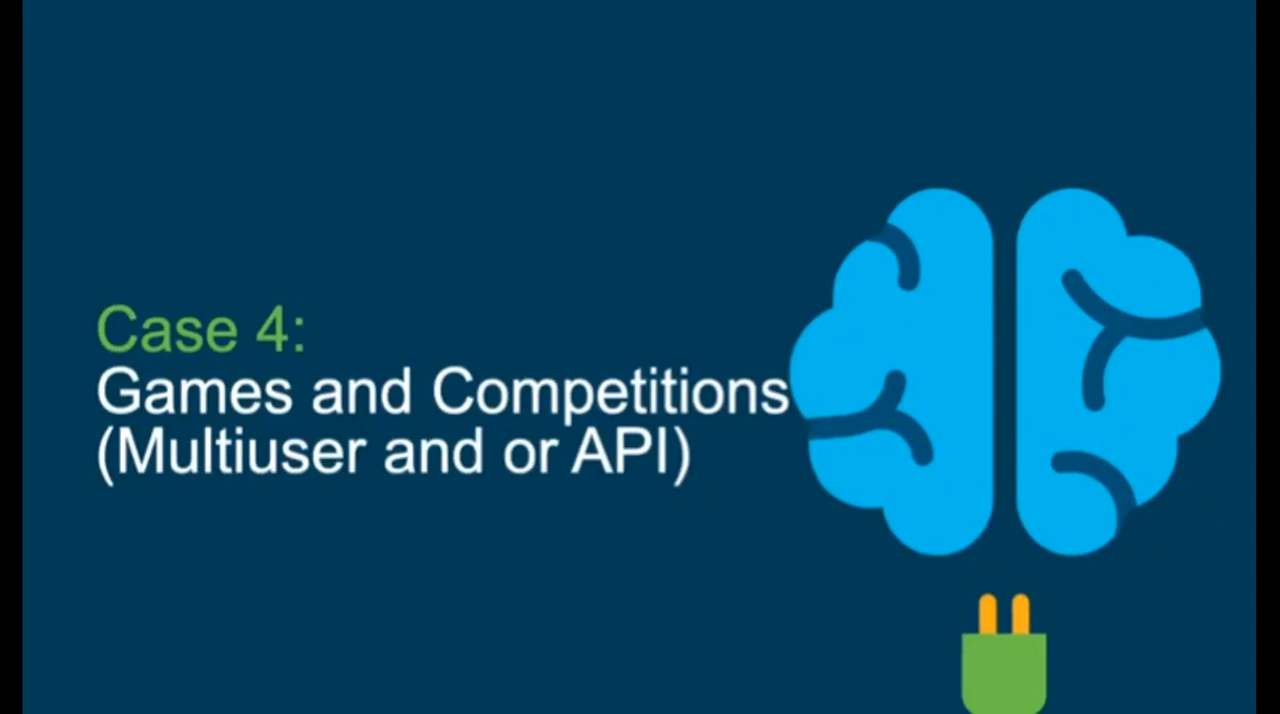 Case 4:
Games and Competitions
(Multiuser and or API)